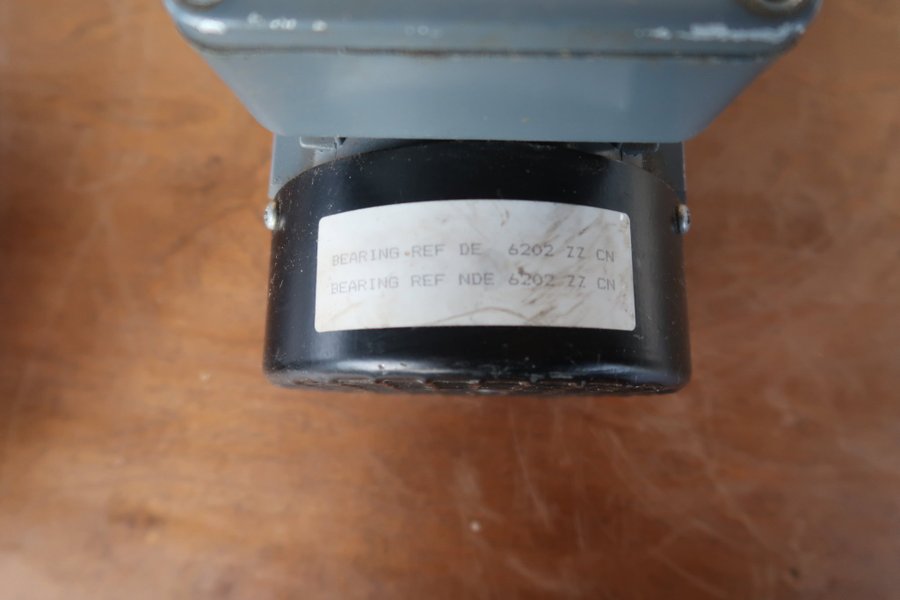 BEARING REF DE 6202 ZZ CN
BEARING REF NDE 6202 ZZ CN